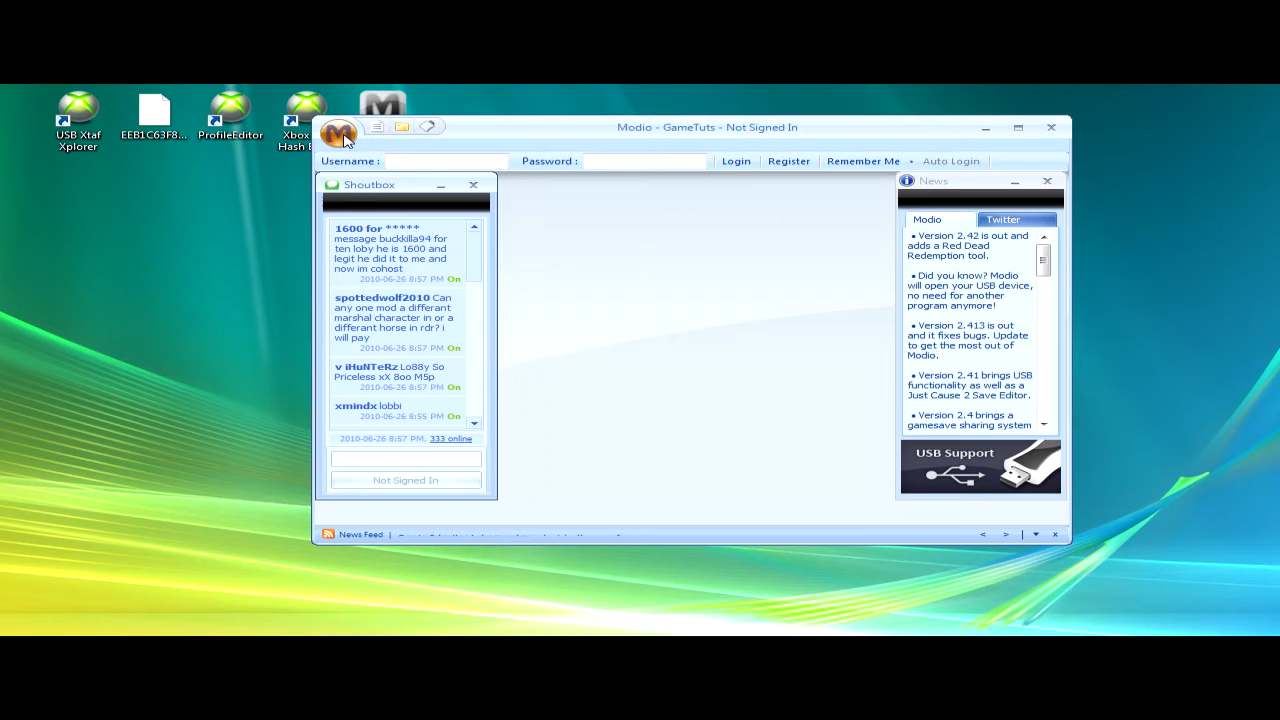 USB Xtaf
Xplorer
EEB1C63F8...
ProfileEditor
Xbox
Hash
M
M
Modio - GameTuts - Not Signed In
Username :
Password :
Login
Register
Remember Me
•
Auto Login
Shoutbox
1600 for *****
message buckkilla94 for
ten loby he is 1600 and
legit he did it to me and
now im cohost
2010-06-26 8:57 PM On
spottedwolf2010 Can
any one mod a differant
marshal character in or a
differant horse in rdr? i
will pay
2010-06-26 8:57 PM On
v iHuNTeRz Lo88y So
Priceless xX 8oo M5p
2010-06-26 8:57 PM On
xmindx lobbi
2010-06-26 8:55 PM On
2010-06-26 8:57 PM. 333 online
Not Signed In
News
Modio
Twitter
• Version 2.42 is out and
adds a Red Dead
Redemption tool.
• Did you know? Modio
will open your USB device,
no need for another
program anymore!
• Version 2.413 is out
and it fixes bugs. Update
to get the most out of
Modio.
• Version 2.41 brings USB
functionality as well as a
Just Cause 2 Save Editor.
• Version 2.4 brings a
gamesave sharing system
USB Support
News Feed |
< > | x